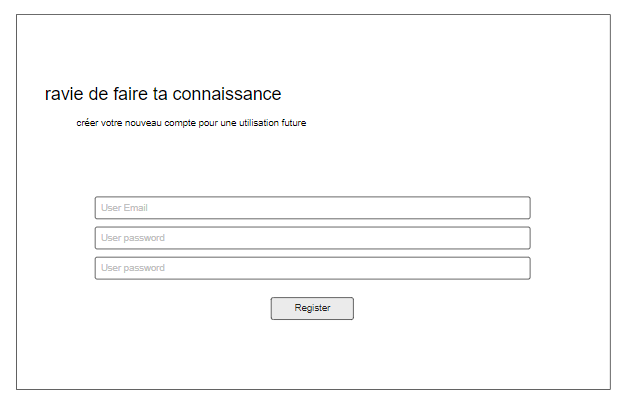 ravie de faire ta connaissance
créer votre nouveau compte pour une utilisation future
User Email
User password
User password
Register